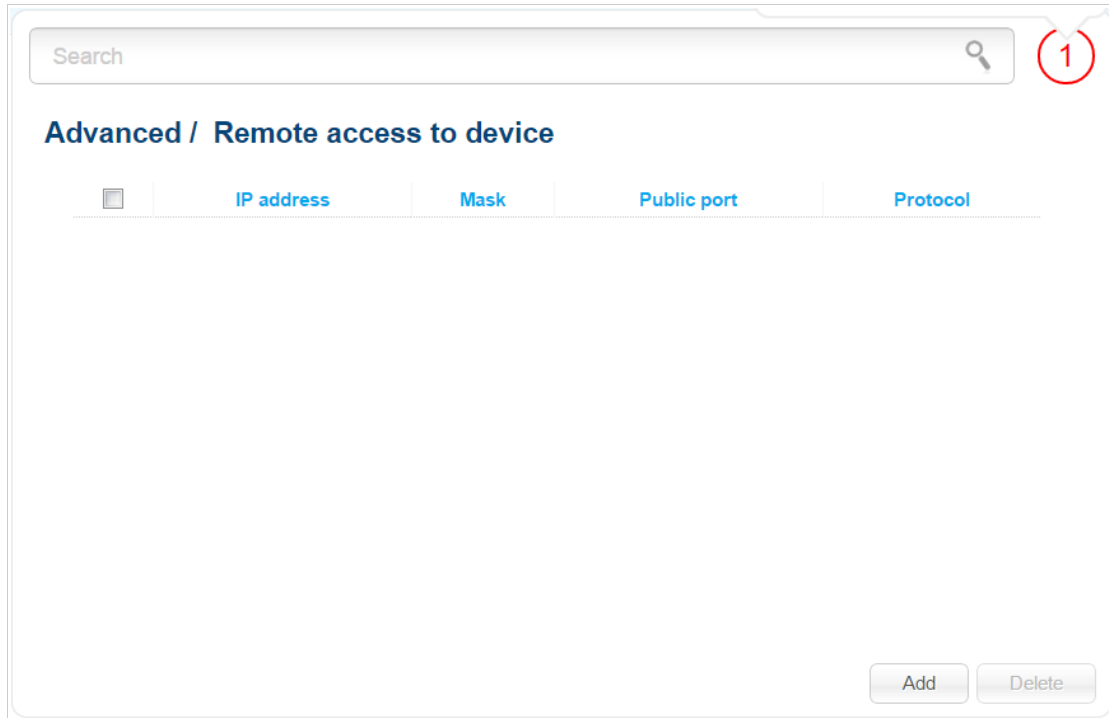 Search
1
Advanced / Remote access to device
IP address Mask Public port Protocol
Add Delete